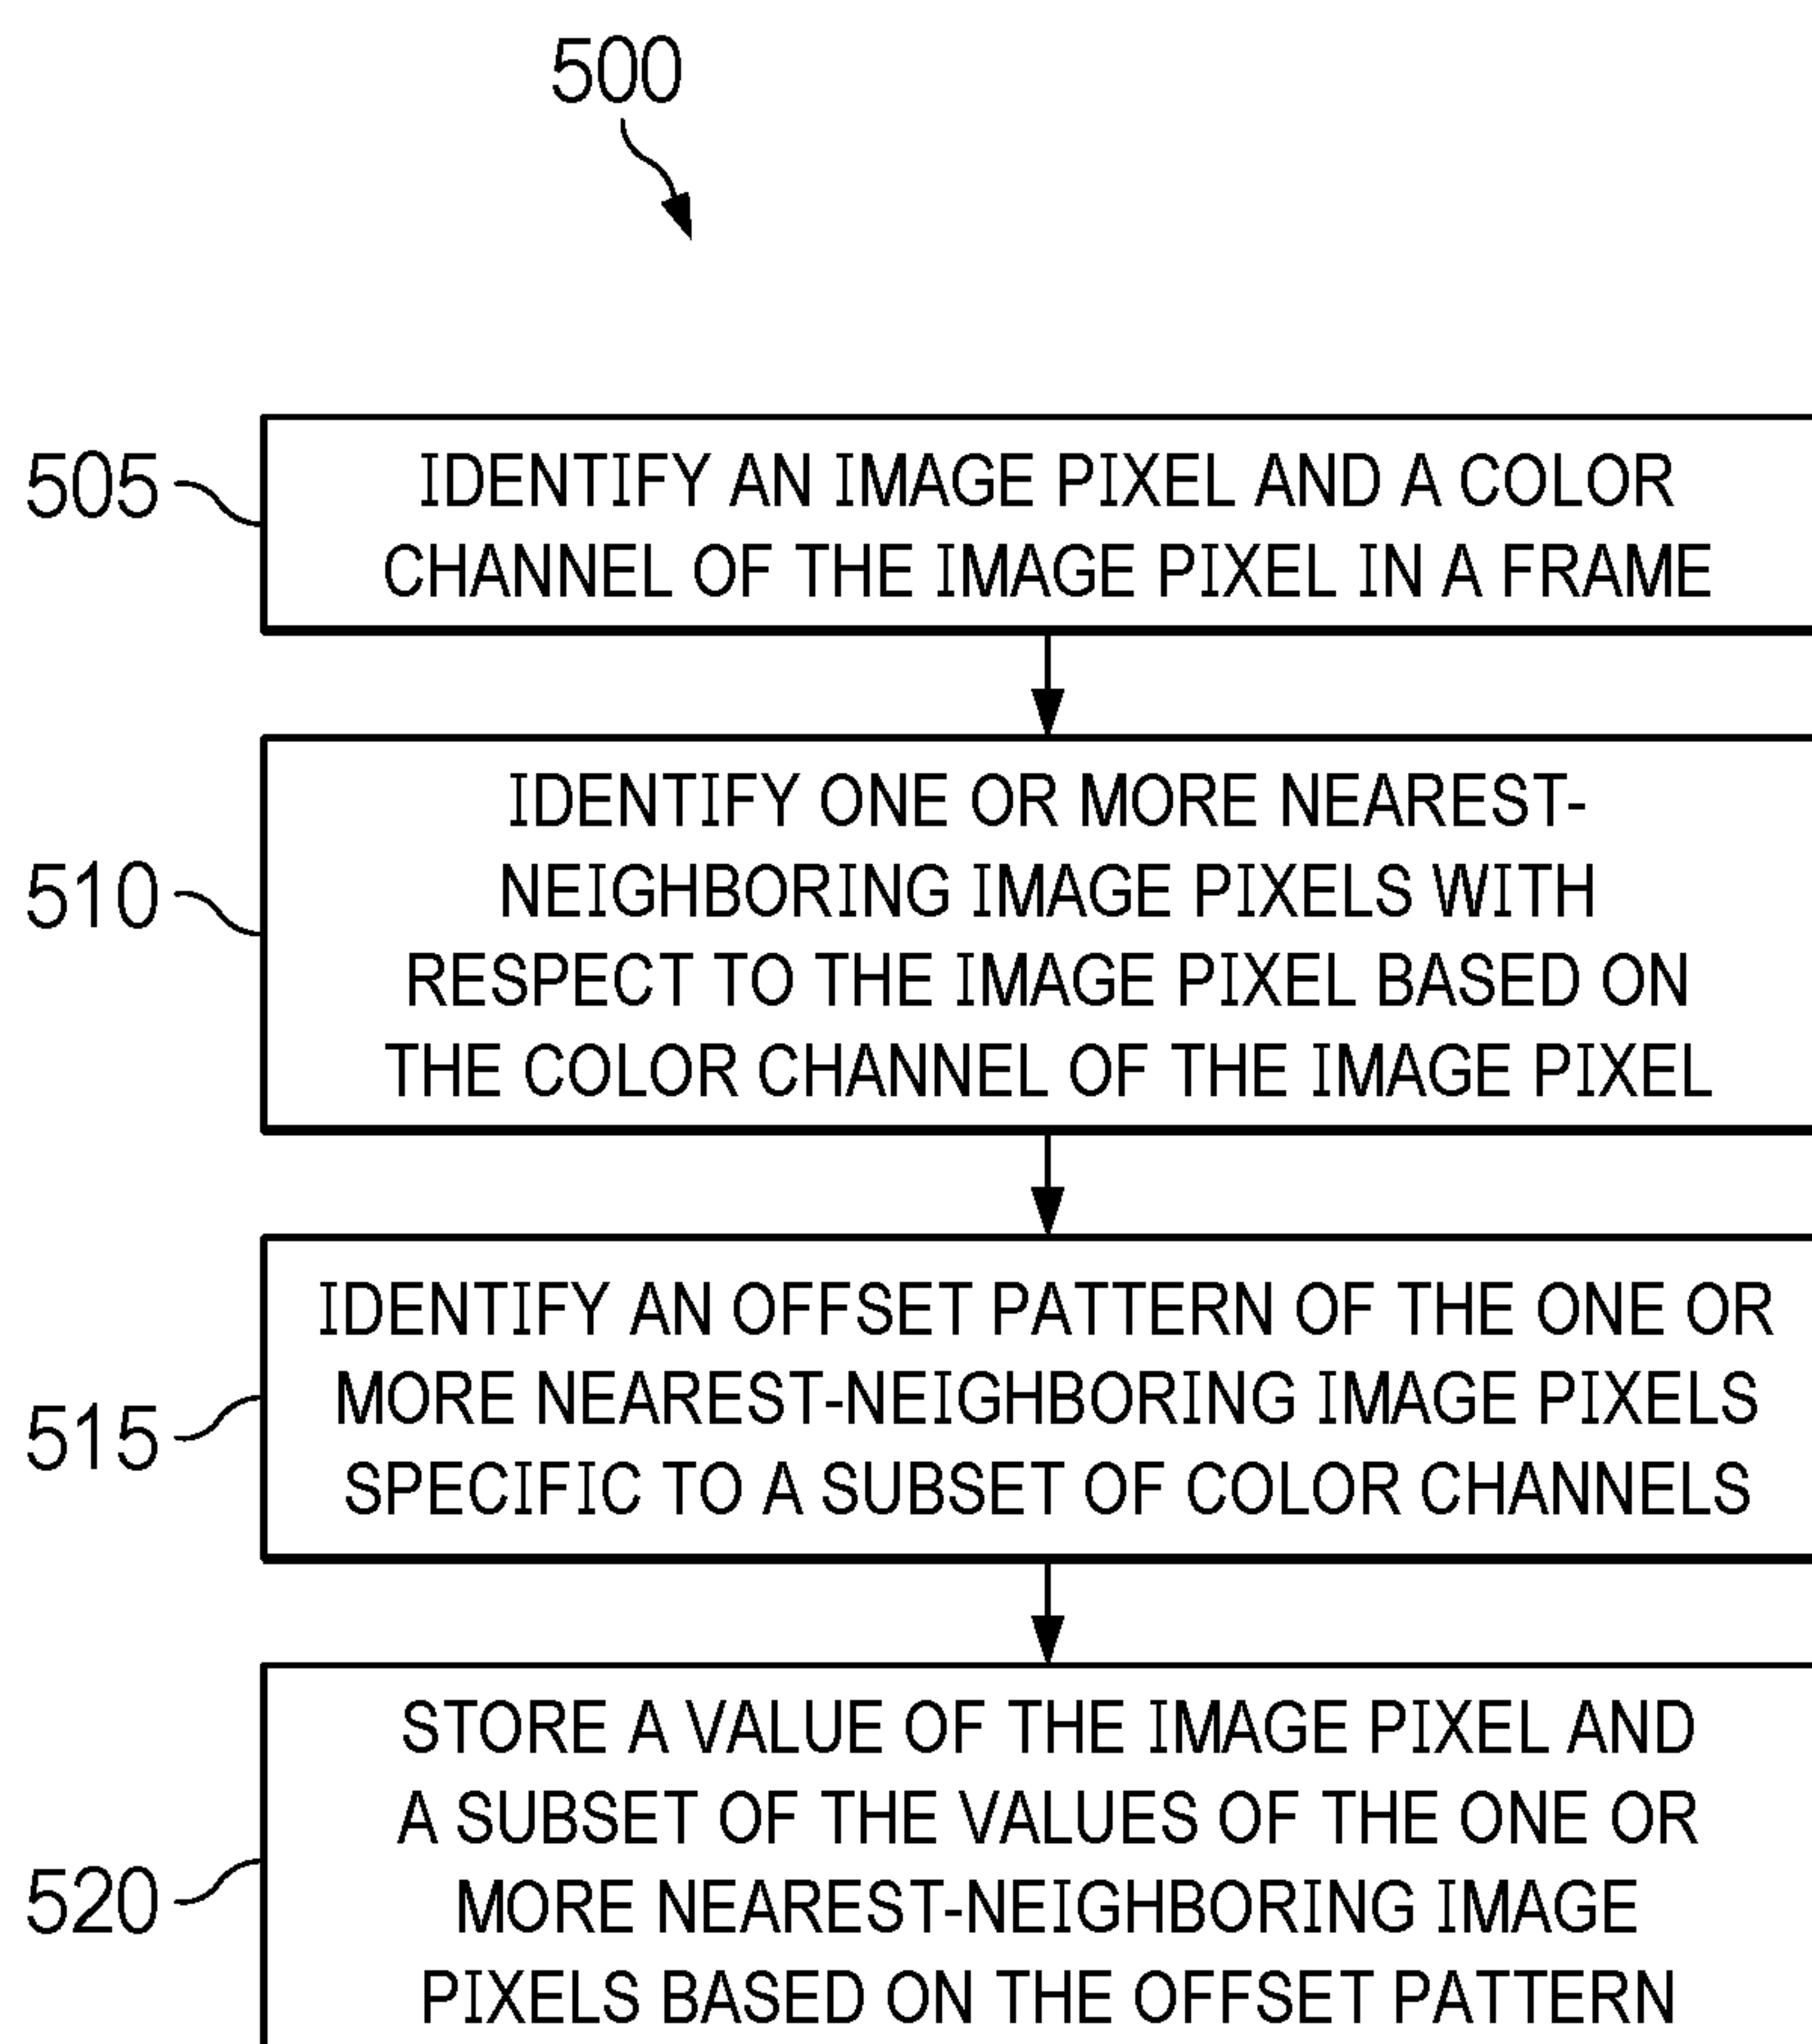 500
505
IDENTIFY AN IMAGE PIXEL AND A COLOR
CHANNEL OF THE IMAGE PIXEL IN A FRAME
510
IDENTIFY ONE OR MORE NEAREST-
NEIGHBORING IMAGE PIXELS WITH
RESPECT TO THE IMAGE PIXEL BASED ON
THE COLOR CHANNEL OF THE IMAGE PIXEL
515
IDENTIFY AN OFFSET PATTERN OF THE ONE OR
MORE NEAREST-NEIGHBORING IMAGE PIXELS
SPECIFIC TO A SUBSET OF COLOR CHANNELS
520
STORE A VALUE OF THE IMAGE PIXEL AND
A SUBSET OF THE VALUES OF THE ONE OR
MORE NEAREST-NEIGHBORING IMAGE
PIXELS BASED ON THE OFFSET PATTERN